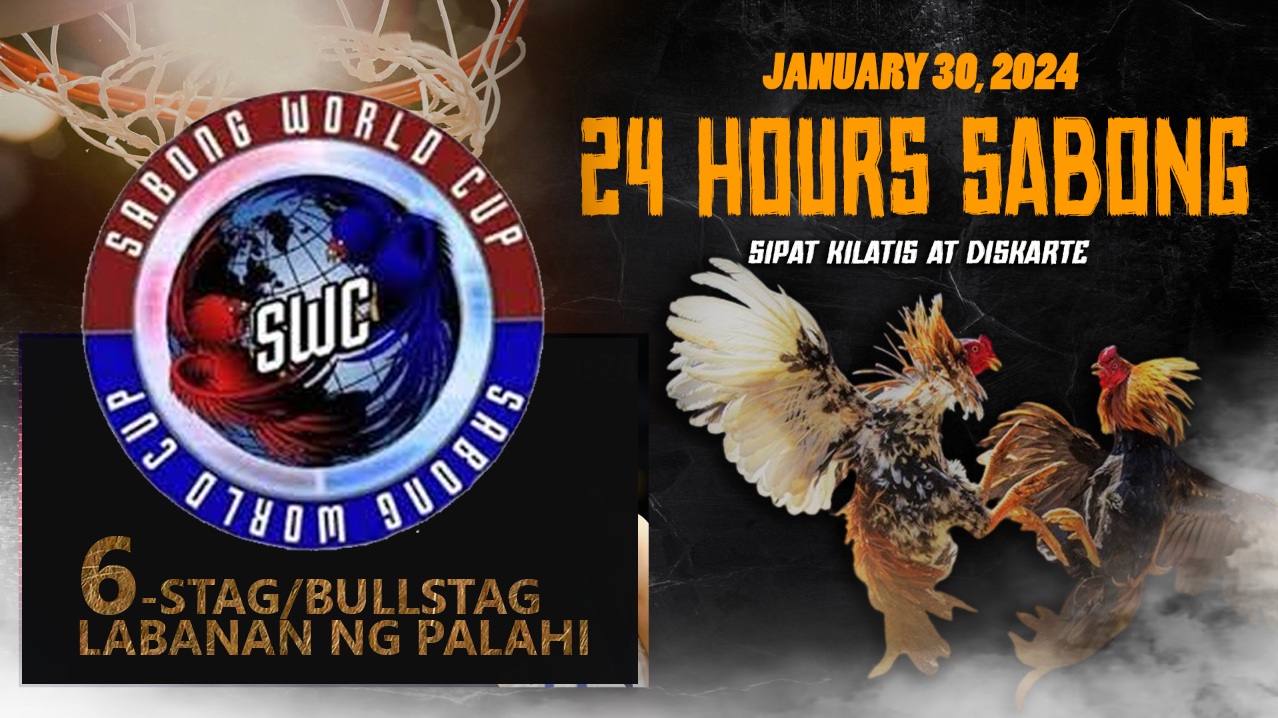 SABONG WORLD CUP
SWC
SABONG WORLD CUP
6-STAG/BULLSTAG
LABANAN NG PALAHI
JANUARY 30, 2024
24 HOURS SABONG
SIPAT KILATIS AT DISKARTE